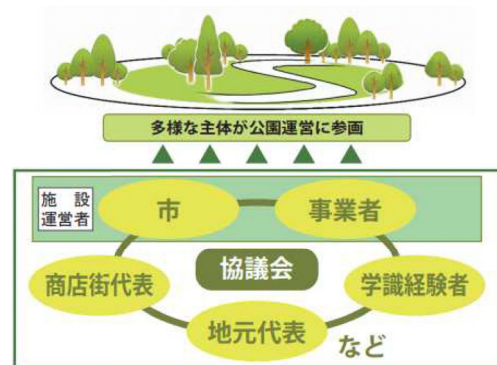 多様な主体が公園運営に参画
施設
運営者
市
事業者
協議会
商店街代表
学識経験者
地元代表
など